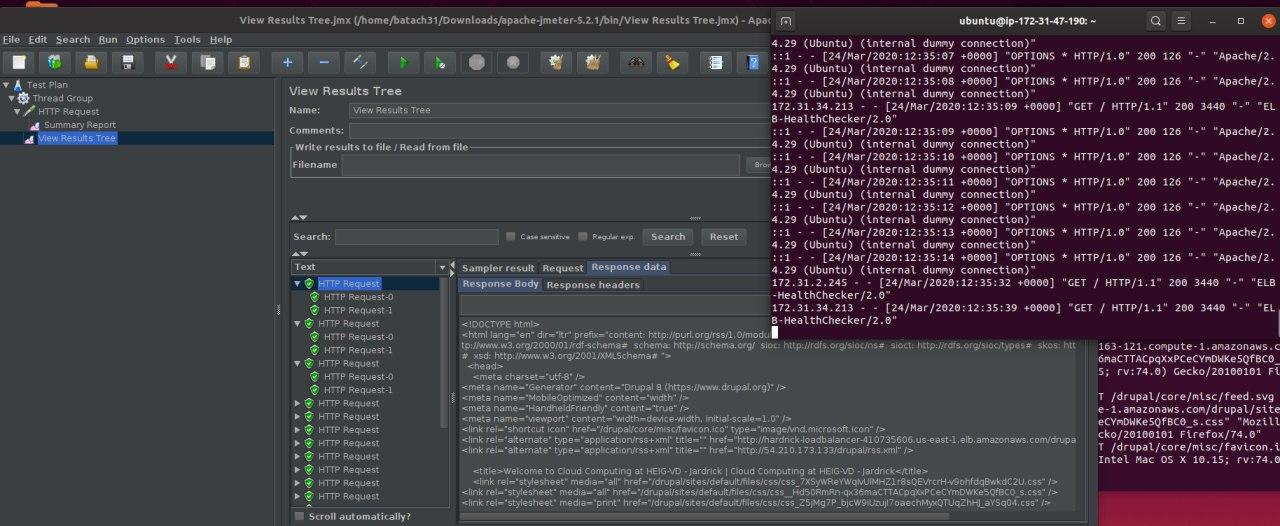 View Results Tree.jmx (/home/batach31/Downloads/apache-jmeter-5.2.1/bin/View Results Tree.jmx) - Apac
File Edit Search Run Options Tools Help
Test Plan
Thread Group
HTTP Request
Summary Report
View Results Tree
View Results Tree
Name: View Results Tree
Comments:
Write results to file / Read from file
Filename
Brow
Search: Case sensitive Regular exp. Search Reset
Text
HTTP Request
HTTP Request-0
HTTP Request-1
HTTP Request
HTTP Request-0
HTTP Request-1
HTTP Request
HTTP Request-0
HTTP Request-1
HTTP Request
HTTP Request
HTTP Request
HTTP Request
HTTP Request
HTTP Request
HTTP Request
Scroll automatically?
Sampler result Request Response data
Response Body Response headers
<!DOCTYPE html>
<html lang="en" dir="ltr" prefix="content: http://purl.org/rss/1.0/modu
tp://www.w3.org/2000/01/rdf-schema#  schema: http://schema.org/  sioc: http://rdfs.org/sioc/ns#  sioct: http://rdfs.org/sioc/types#  skos: htt
#  xsd: http://www.w3.org/2001/XMLSchema# ">
<head>
<meta charset="utf-8" />
<meta name="Generator" content="Drupal 8 (https://www.drupal.org)" />
<meta name="MobileOptimized" content="width" />
<meta name="HandheldFriendly" content="true" />
<meta name="viewport" content="width=device-width, initial-scale=1.0" />
<link rel="shortcut icon" href="/drupal/core/misc/favicon.ico" type="image/vnd.microsoft.icon" />
<link rel="alternate" type="application/rss+xml" title="" href="http://hardrick-loadbalancer-410735606.us-east-1.elb.amazonaws.com/drupa
<link rel="alternate" type="application/rss+xml" title="" href="http://54.210.173.133/drupal/rss.xml" />
<title>Welcome to Cloud Computing at HEIG-VD - Jardrick | Cloud Computing at HEIG-VD - Jardrick</title>
<link rel="stylesheet" media="all" href="/drupal/sites/default/files/css/css_7XSyWReYWqlvUlMHZ1r8sQEVrcrH-v9ohfdqBwkdC2U.css" />
<link rel="stylesheet" media="all" href="/drupal/sites/default/files/css/css__Hd50RmRn-qx36maCTTACpqXxPCeCYmDWKe5QfBC0_s.css" />
<link rel="stylesheet" media="print" href="/drupal/sites/default/files/css/css_Z5jMg7P_bjcW9iUzujI7oaechMyxQTUqZhHJ_aYSq04.css" />
ubuntu@ip-172-31-47-190: ~
4.29 (Ubuntu) (internal dummy connection)"
::1 - - [24/Mar/2020:12:35:07 +0000] "OPTIONS * HTTP/1.0" 200 126 "-" "Apache/2.
4.29 (Ubuntu) (internal dummy connection)"
::1 - - [24/Mar/2020:12:35:08 +0000] "OPTIONS * HTTP/1.0" 200 126 "-" "Apache/2.
4.29 (Ubuntu) (internal dummy connection)"
172.31.34.213 - - [24/Mar/2020:12:35:09 +0000] "GET / HTTP/1.1" 200 3440 "-" "EL
B-HealthChecker/2.0"
::1 - - [24/Mar/2020:12:35:09 +0000] "OPTIONS * HTTP/1.0" 200 126 "-" "Apache/2.
4.29 (Ubuntu) (internal dummy connection)"
::1 - - [24/Mar/2020:12:35:10 +0000] "OPTIONS * HTTP/1.0" 200 126 "-" "Apache/2.
4.29 (Ubuntu) (internal dummy connection)"
::1 - - [24/Mar/2020:12:35:11 +0000] "OPTIONS * HTTP/1.0" 200 126 "-" "Apache/2.
4.29 (Ubuntu) (internal dummy connection)"
::1 - - [24/Mar/2020:12:35:12 +0000] "OPTIONS * HTTP/1.0" 200 126 "-" "Apache/2.
4.29 (Ubuntu) (internal dummy connection)"
::1 - - [24/Mar/2020:12:35:13 +0000] "OPTIONS * HTTP/1.0" 200 126 "-" "Apache/2.
4.29 (Ubuntu) (internal dummy connection)"
::1 - - [24/Mar/2020:12:35:14 +0000] "OPTIONS * HTTP/1.0" 200 126 "-" "Apache/2.
4.29 (Ubuntu) (internal dummy connection)"
172.31.2.245 - - [24/Mar/2020:12:35:32 +0000] "GET / HTTP/1.1" 200 3440 "-" "ELB
-HealthChecker/2.0"
172.31.34.213 - - [24/Mar/2020:12:35:39 +0000] "GET / HTTP/1.1" 200 3440 "-" "EL
B-HealthChecker/2.0"
163-121.compute-1.amazonaws.c
6maCTTACpqXxPCeCYmDWKe5QfBC0_
5; rv:74.0) Gecko/20100101 Fi
T /drupal/core/misc/feed.svg
e-1.amazonaws.com/drupal/site
eCYmDWKe5QfBC0_s.css" "Mozill
cko/20100101 Firefox/74.0"
T /drupal/core/misc/favicon.i
Intel Mac OS X 10.15; rv:74.0